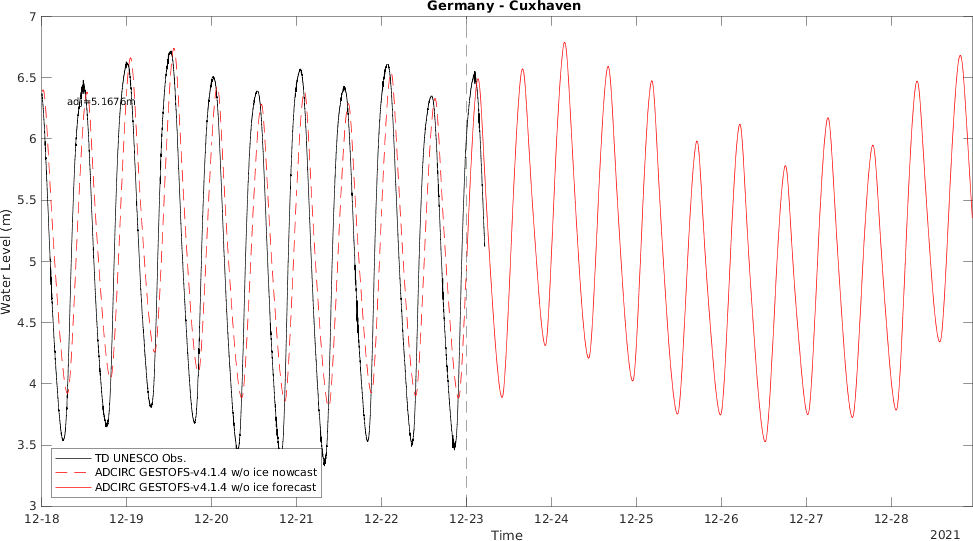 Germany - Cuxhaven
7
6.5
6
5.5
5
4.5
4
3.5
3
Water Level (m)
adj=5.1676m
TD UNESCO Obs.
ADCIRC GESTOFS-v4.1.4 w/o ice nowcast
ADCIRC GESTOFS-v4.1.4 w/o ice forecast
12-18 12-19 12-20 12-21 12-22 12-23 12-24 12-25 12-26 12-27 12-28
Time
2021